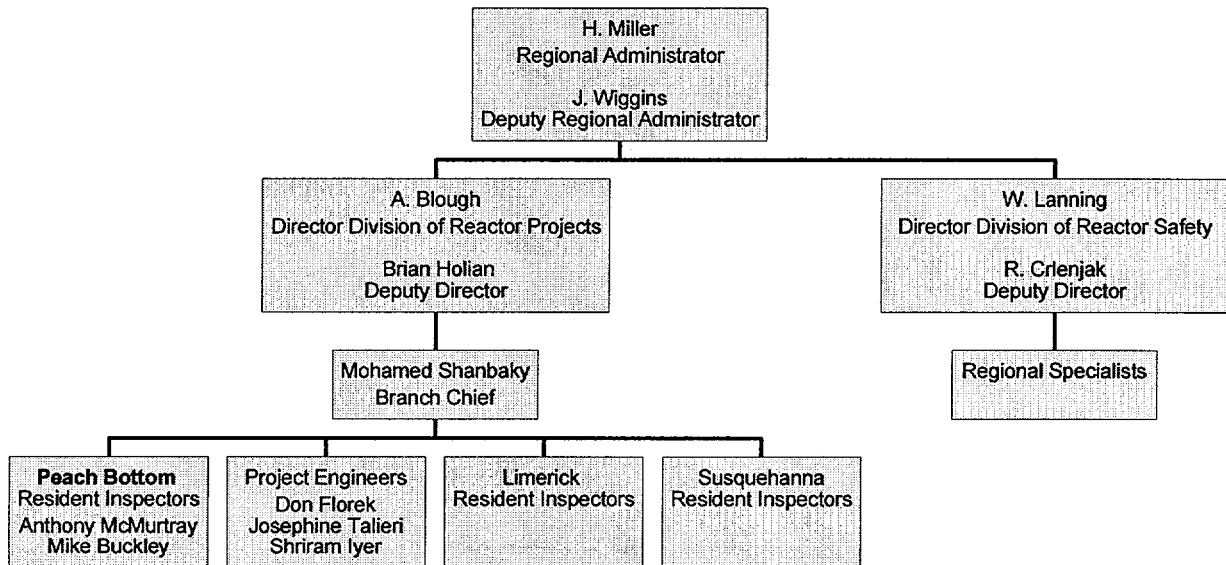 H. Miller
Regional Administrator
J. Wiggins
Deputy Regional Administrator
A. Blough
Director Division of Reactor Projects
Brian Holian
Deputy Director
W. Lanning
Director Division of Reactor Safety
R. Crlenjak
Deputy Director
Mohamed Shanbaky
Branch Chief
Regional Specialists
Peach Bottom
Resident Inspectors
Anthony McMurtray
Mike Buckley
Project Engineers
Don Florek
Josephine Talieri
Shriram Iyer
Limerick
Resident Inspectors
Susquehanna
Resident Inspectors